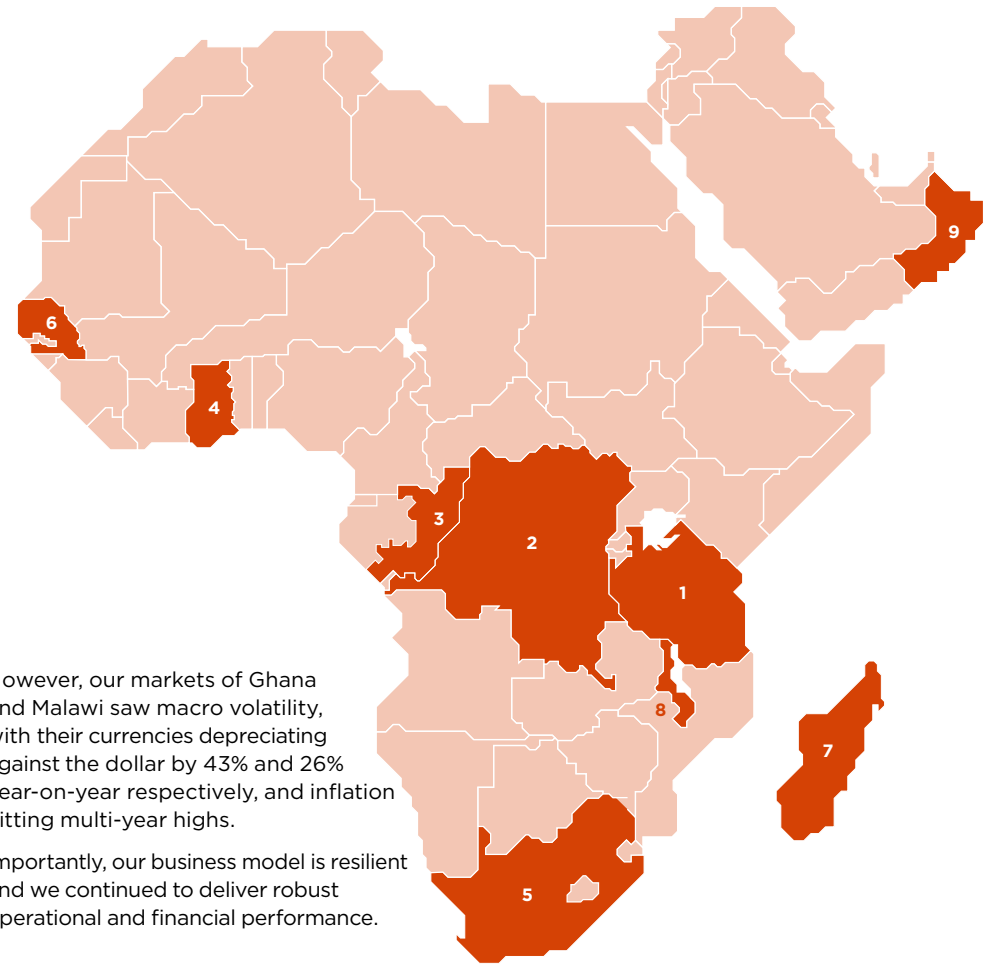 9
6
4
3
2
1
8
7
5
owever, our markets of Ghana
nd Malawi saw macro volatility,
with their currencies depreciating
gainst the dollar by 43% and 26%
ear-on-year respectively, and inflation
itting multi-year highs.
mportantly, our business model is resilient
nd we continued to deliver robust
perational and financial performance.